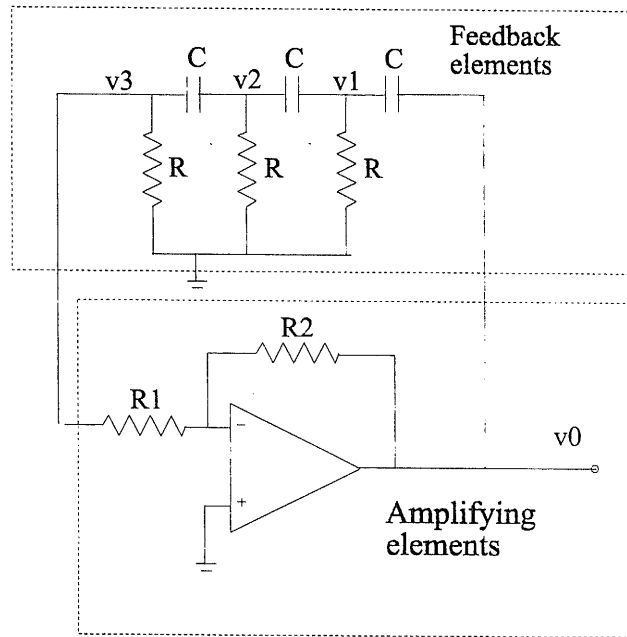 Feedback
elements
C
C
C
v3
v2
v1
R
R
R
R2
R1
v0
-
+
Amplifying
elements